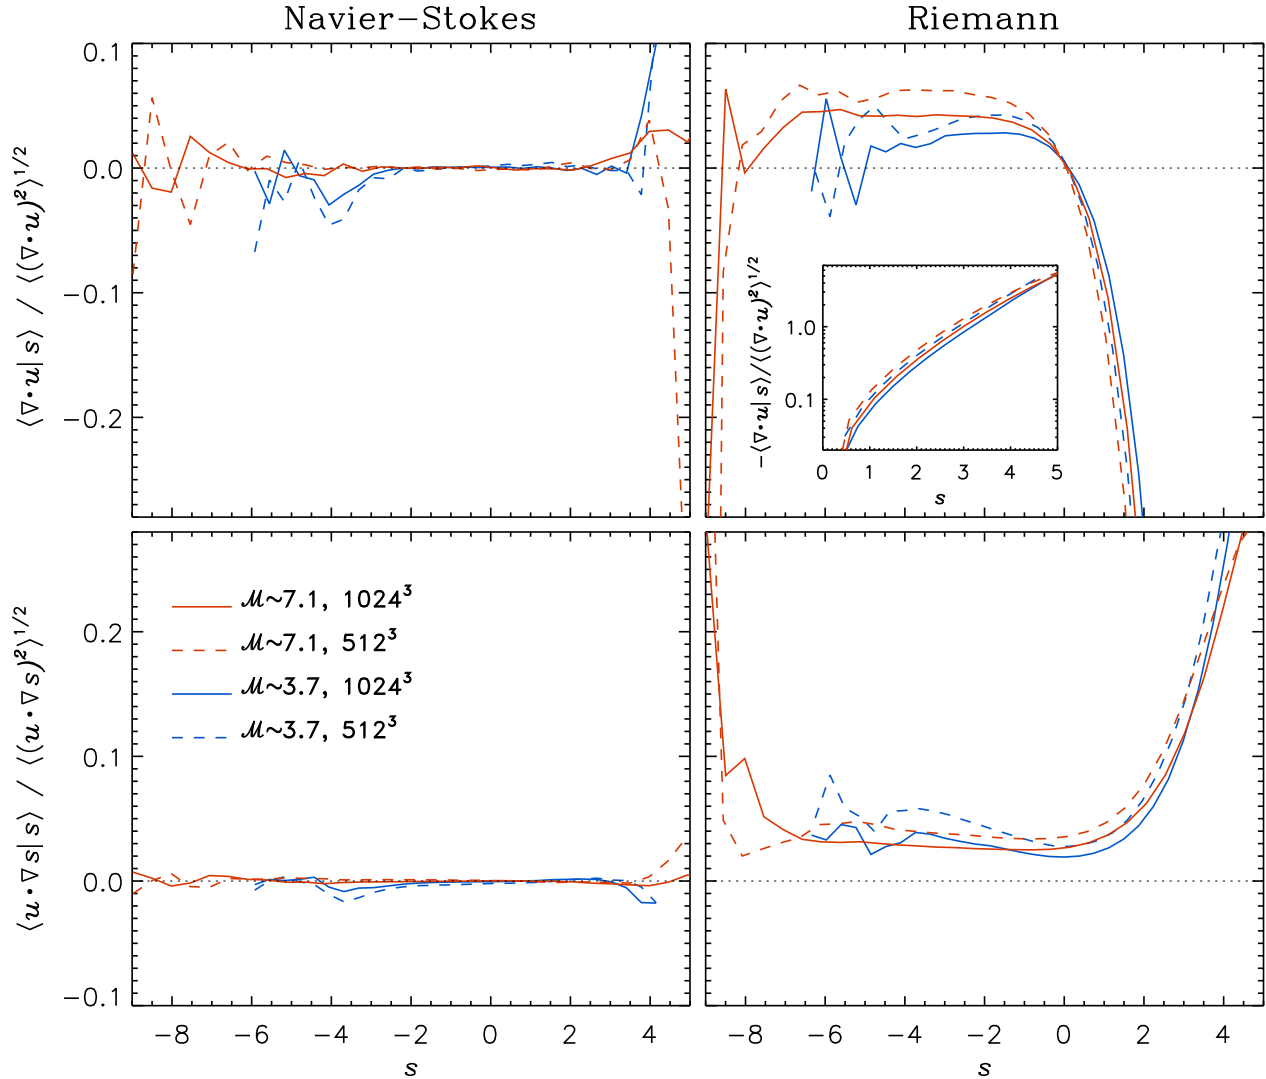 Navier−Stokes
Riemann
⟨∇•u| s⟩ / ⟨(∇•u)²⟩^1/2
0.1
0.0
−0.1
−0.2
−⟨∇•u| s⟩/⟨(∇•u)²⟩^1/2
1.0
0.1
0 1 2 3 4 5
s
⟨u•∇s| s⟩ / ⟨(u•∇s)²⟩^1/2
0.2
0.1
0.0
−0.1
ℳ~7.1, 1024³
ℳ~7.1, 512³
ℳ~3.7, 1024³
ℳ~3.7, 512³
−8 −6 −4 −2 0 2 4
−8 −6 −4 −2 0 2 4
s
s